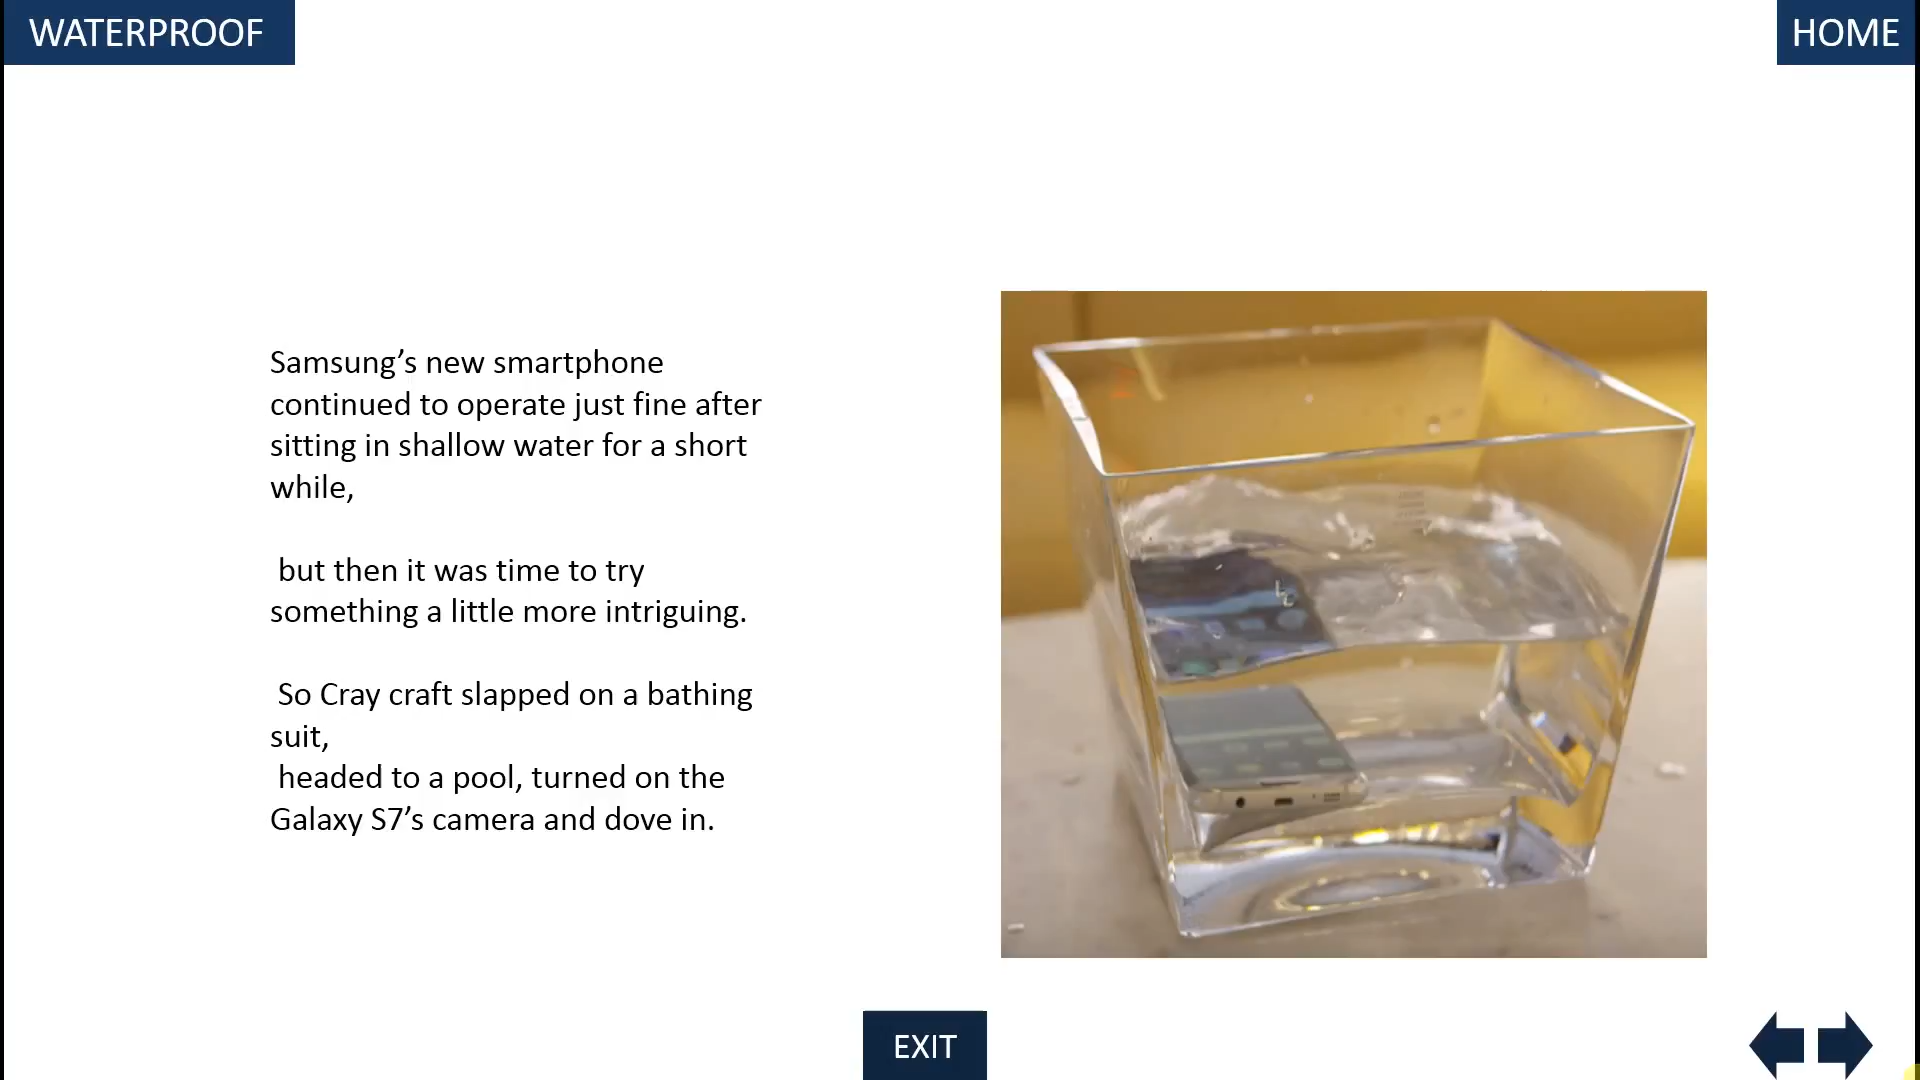 WATERPROOF
HOME
Samsung’s new smartphone
continued to operate just fine after
sitting in shallow water for a short
while,
but then it was time to try
something a little more intriguing.
So Cray craft slapped on a bathing
suit,
headed to a pool, turned on the
Galaxy S7’s camera and dove in.
EXIT